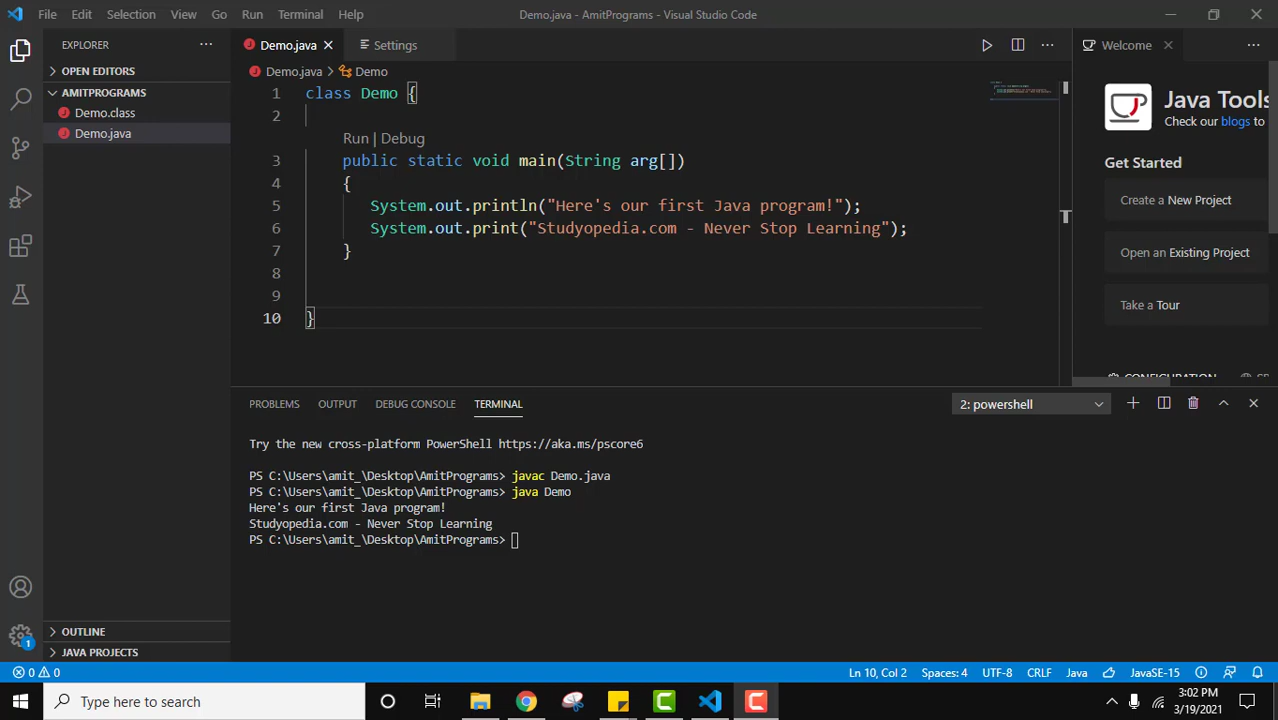 File Edit Selection View Go Run Terminal Help
Demo.java - AmitPrograms - Visual Studio Code
EXPLORER
OPEN EDITORS
AMITPROGRAMS
Demo.class
Demo.java
OUTLINE
JAVA PROJECTS
1
Demo.java
Settings
Demo.java > Demo
1 class Demo {
2
Run | Debug
3 public static void main(String arg[])
4 {
5 System.out.println("Here's our first Java program!");
6 System.out.print("Studyopedia.com - Never Stop Learning");
7 }
8
9
10 }
Welcome
Java Tools
Check our blogs to
Get Started
Create a New Project
Open an Existing Project
Take a Tour
PROBLEMS OUTPUT DEBUG CONSOLE TERMINAL
2: powershell
Try the new cross-platform PowerShell https://aka.ms/pscore6
PS C:\Users\amit_\Desktop\AmitPrograms> javac Demo.java
PS C:\Users\amit_\Desktop\AmitPrograms> java Demo
Here's our first Java program!
Studyopedia.com - Never Stop Learning
PS C:\Users\amit_\Desktop\AmitPrograms>
0 0
Ln 10, Col 2 Spaces: 4 UTF-8 CRLF Java JavaSE-15
Type here to search
3:02 PM
3/19/2021